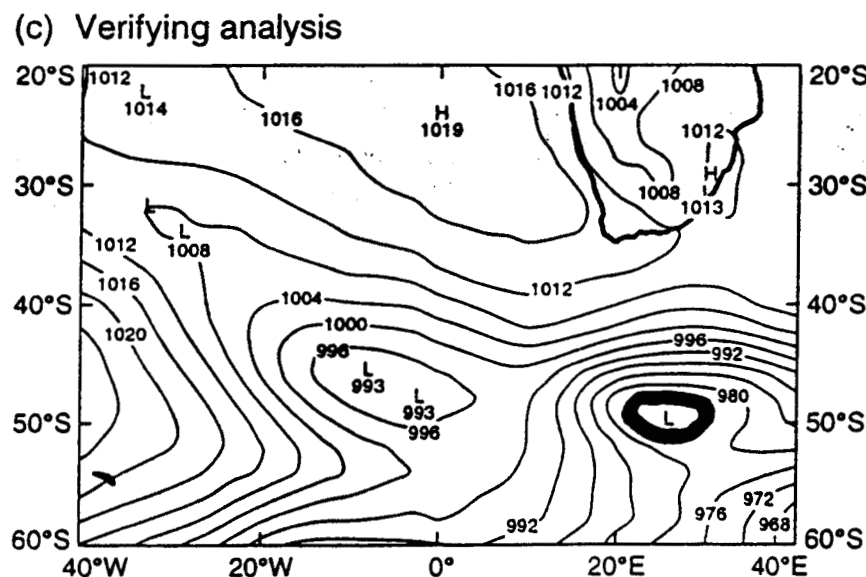 (c) Verifying analysis
20°S 1012 L 1014 1016 H 1019 1016 1012 L 1004 1008 20°S
1012
30°S H 30°S
1008 L 1013
L L 1008
1012
1016 1004 1012
40°S 40°S
1020 1000 996
996 L 993 992
L 993 980
50°S 996 L 50°S
992 976 972
968
60°S 60°S
40°W 20°W 0° 20°E 40°E